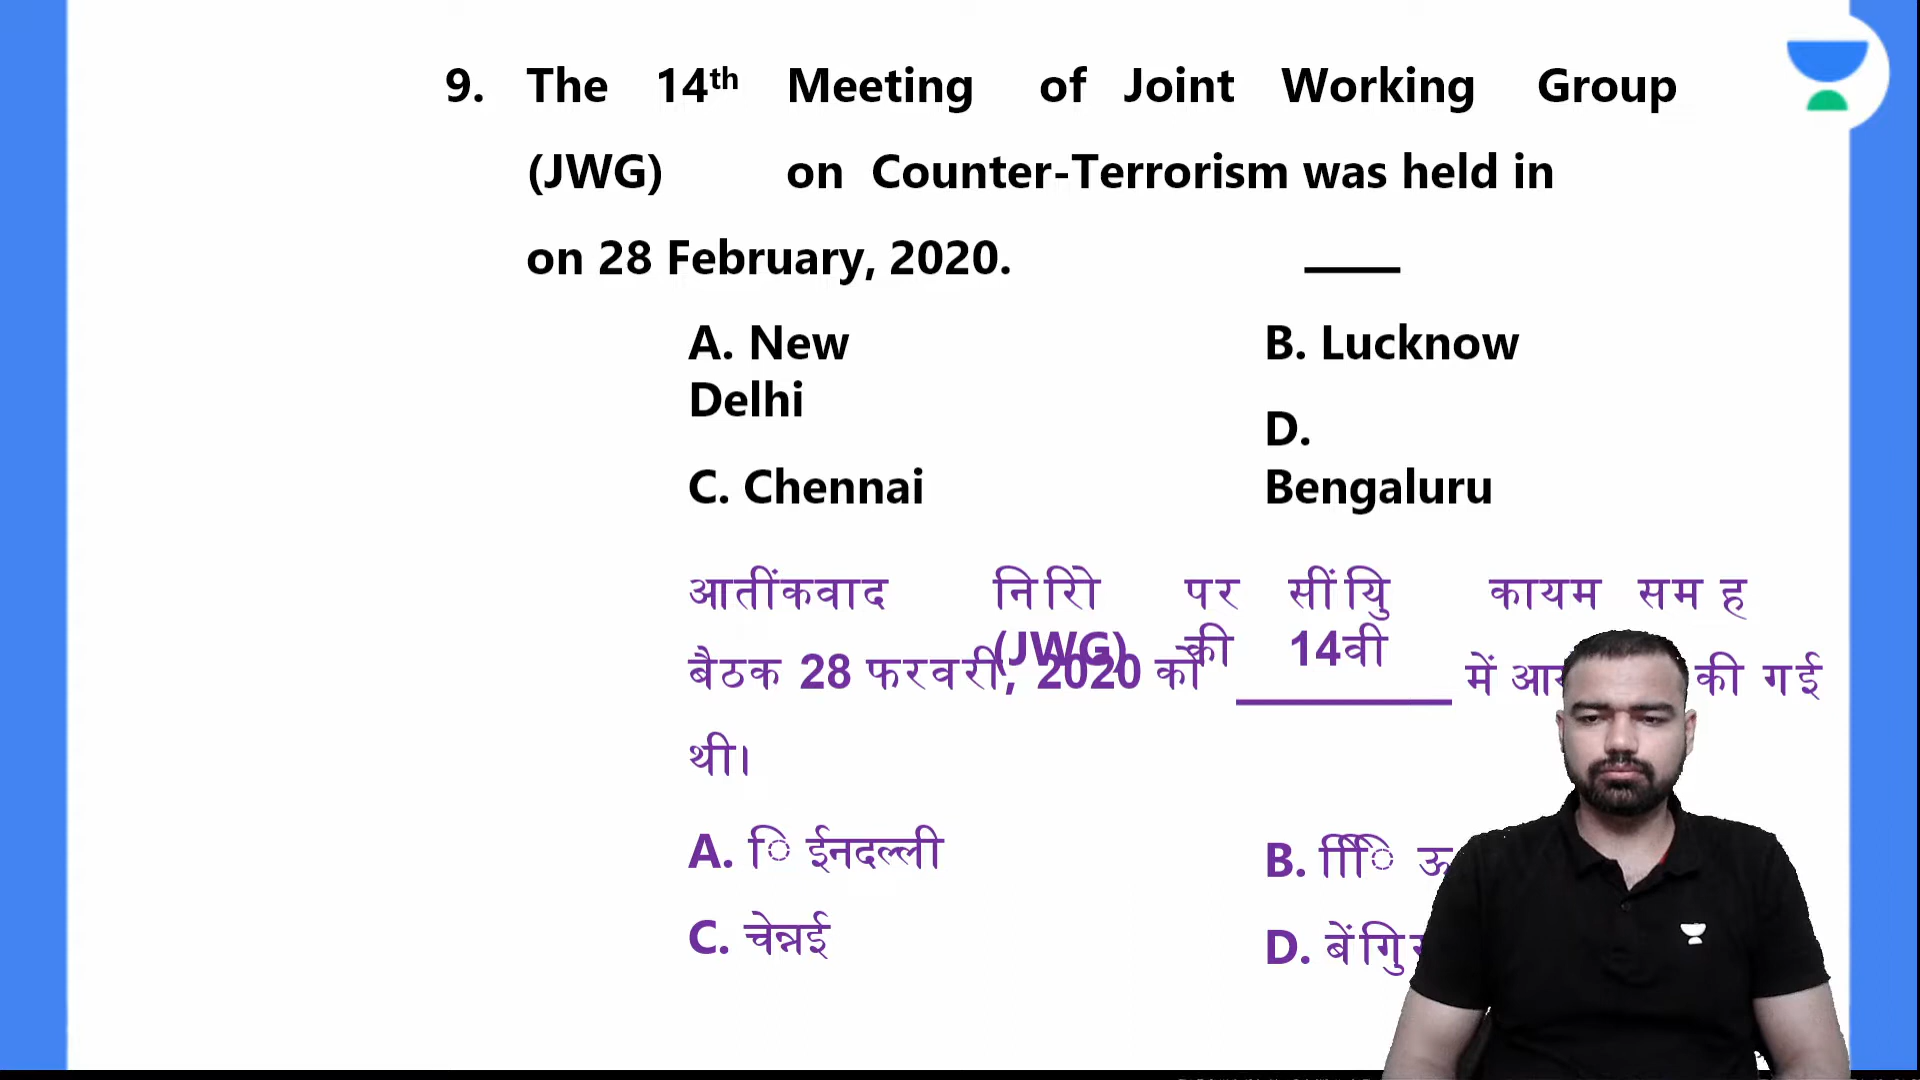 9. The 14th Meeting of Joint Working Group
(JWG) on Counter-Terrorism was held in
on 28 February, 2020. ____
A. New Delhi
B. Lucknow
C. Chennai
D. Bengaluru
आतींकवाद निरिो पर सींयिु कायम सम ह
(JWG) की 14वी
बैठक 28 फरवरी, 2020 को ________ में की गई
थी।
A. ि ईनदल्ली
B.
C. चेन्नई
D.